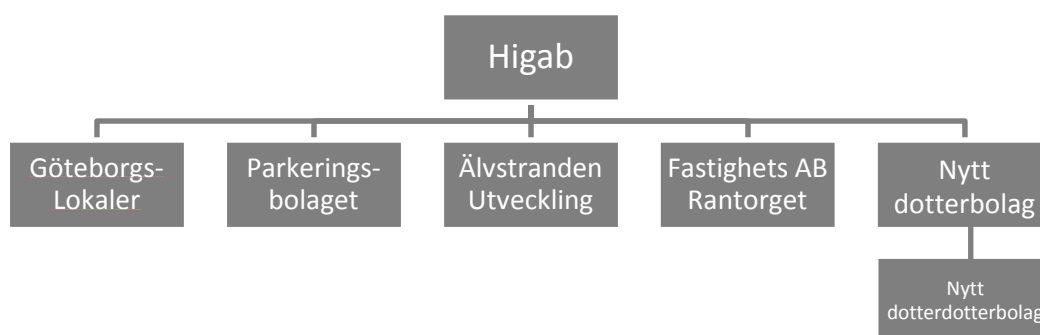 Higab
Göteborgs-
Lokaler
Parkerings-
bolaget
Älvstranden
Utveckling
Fastighets AB
Rantorget
Nytt
dotterbolag
Nytt
dotterdotterbolag